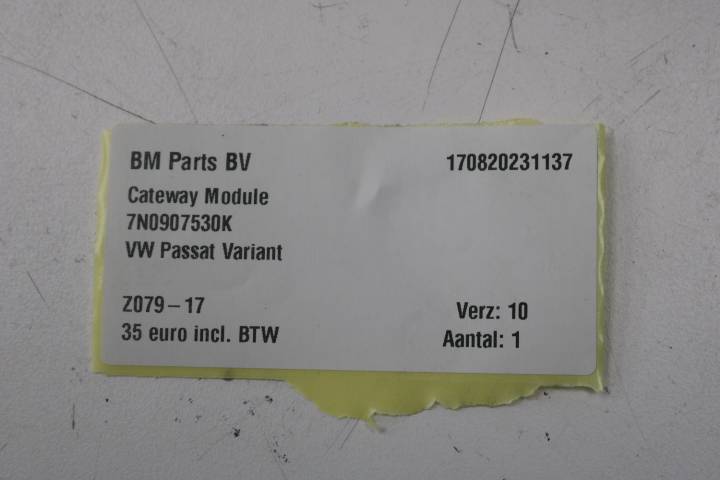 BM Parts BV 170820231137
Cateway Module
7N0907530K
VW Passat Variant
Z079-17 Verz: 10
35 euro incl. BTW Aantal: 1